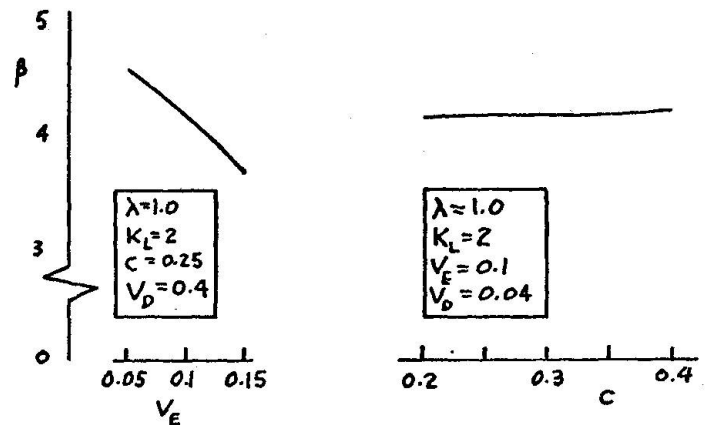 5
β
4
3
0
λ=1.0
K_L=2
C=0.25
V_D=0.4
0.05 0.1 0.15
V_E
λ=1.0
K_L=2
V_E=0.1
V_D=0.04
0.2 0.3 0.4
C